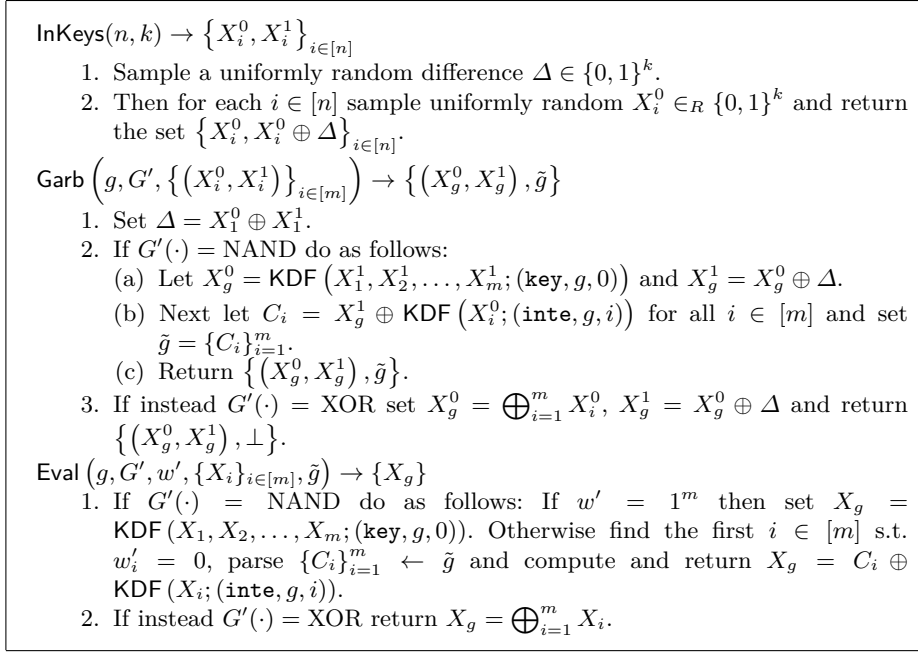 InKeys(n, k) → {X_i^0, X_i^1}_{i∈[n]}
1. Sample a uniformly random difference Δ ∈ {0, 1}^k.
2. Then for each i ∈ [n] sample uniformly random X_i^0 ∈_R {0, 1}^k and return
the set {X_i^0, X_i^0 ⊕ Δ}_{i∈[n]}.
Garb (g, G′, {(X_i^0, X_i^1)}_{i∈[m]}) → {(X_g^0, X_g^1), g̃}
1. Set Δ = X_1^0 ⊕ X_1^1.
2. If G′(·) = NAND do as follows:
(a) Let X_g^0 = KDF (X_1^1, X_2^1, . . . , X_m^1; (key, g, 0)) and X_g^1 = X_g^0 ⊕ Δ.
(b) Next let C_i = X_g^1 ⊕ KDF (X_i^0; (inte, g, i)) for all i ∈ [m] and set
g̃ = {C_i}_{i=1}^m.
(c) Return {(X_g^0, X_g^1), g̃}.
3. If instead G′(·) = XOR set X_g^0 = ⨁_{i=1}^m X_i^0, X_g^1 = X_g^0 ⊕ Δ and return
{(X_g^0, X_g^1), ⊥}.
Eval (g, G′, w′, {X_i}_{i∈[m]}, g̃) → {X_g}
1. If G′(·) = NAND do as follows: If w′ = 1^m then set X_g =
KDF (X_1, X_2, . . . , X_m; (key, g, 0)). Otherwise find the first i ∈ [m] s.t.
w′_i = 0, parse {C_i}_{i=1}^m ← g̃ and compute and return X_g = C_i ⊕
KDF (X_i; (inte, g, i)).
2. If instead G′(·) = XOR return X_g = ⨁_{i=1}^m X_i.